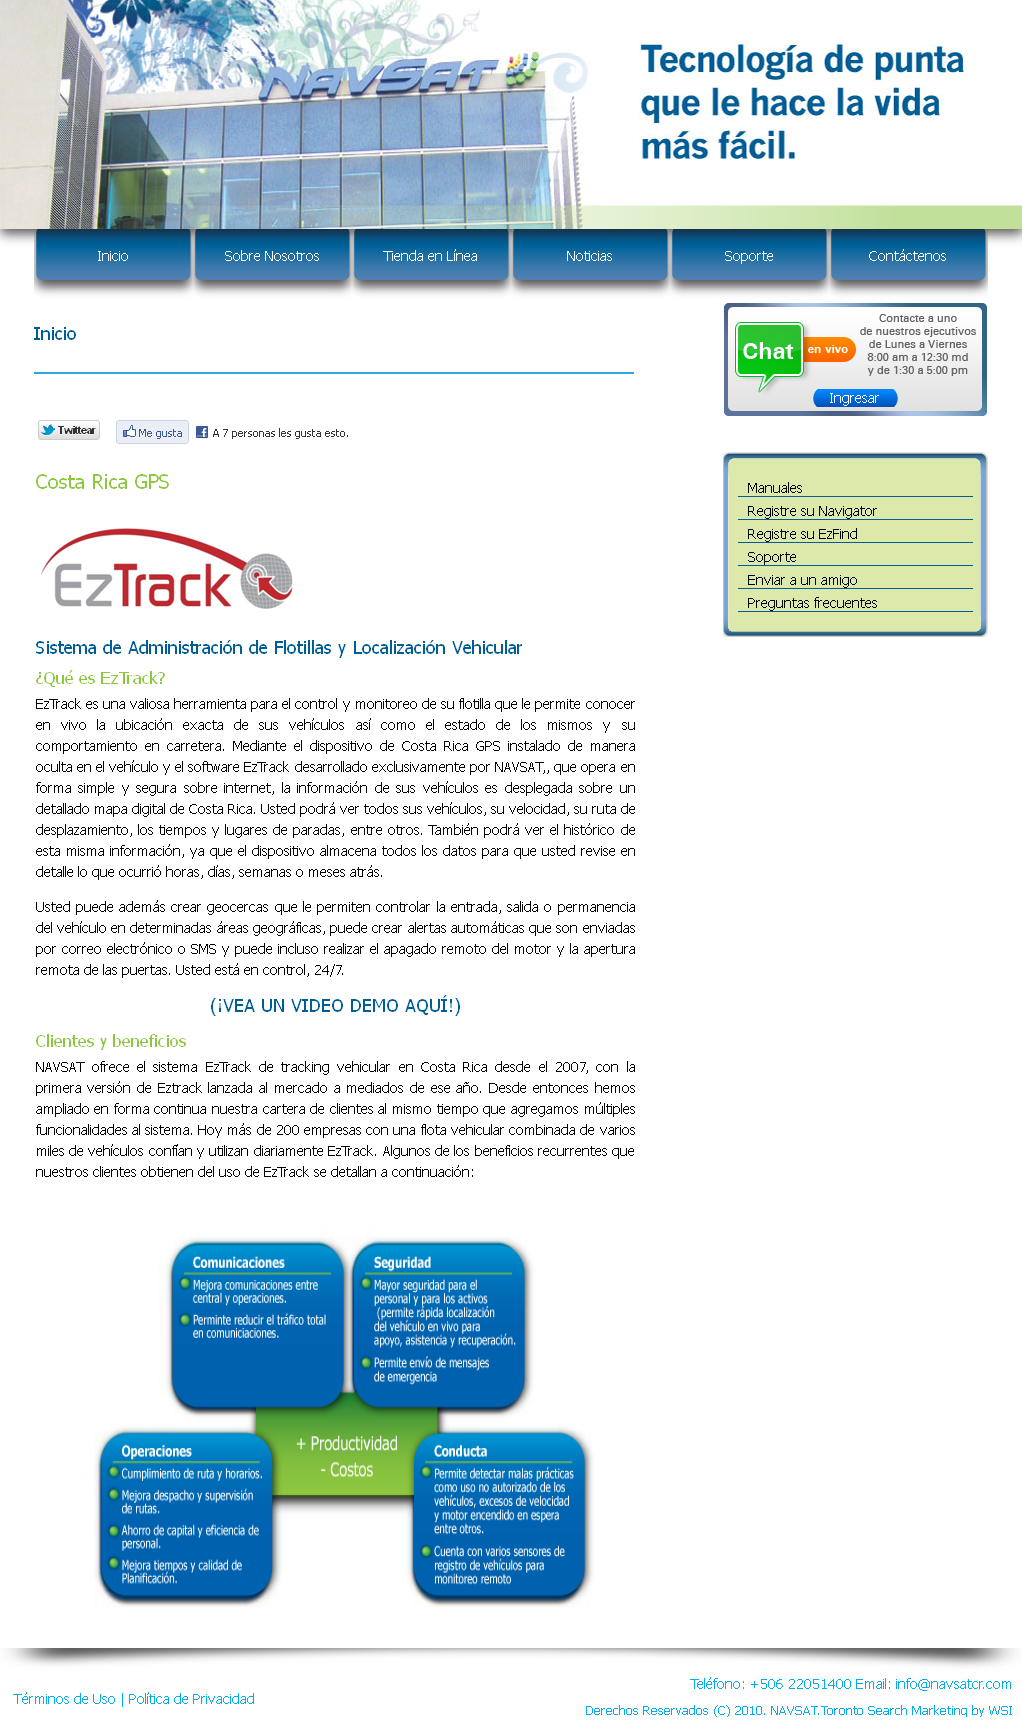 NAVSAT
Tecnología de punta
que le hace la vida
más fácil.
Inicio
Sobre Nosotros
Tienda en Línea
Noticias
Soporte
Contáctenos
Inicio
Contacte a uno
de nuestros ejecutivos
de Lunes a Viernes
8:00 am a 12:30 md
y de 1:30 a 5:00 pm
Chat
en vivo
Ingresar
Twittear
Me gusta
A 7 personas les gusta esto.
Manuales
Registre su Navigator
Registre su EzFind
Soporte
Enviar a un amigo
Preguntas frecuentes
Costa Rica GPS
EzTrack
Sistema de Administración de Flotillas y Localización Vehicular
¿Qué es EzTrack?
EzTrack es una valiosa herramienta para el control y monitoreo de su flotilla que le permite conocer
en vivo la ubicación exacta de sus vehículos así como el estado de los mismos y su
comportamiento en carretera. Mediante el dispositivo de Costa Rica GPS instalado de manera
oculta en el vehículo y el software EzTrack desarrollado exclusivamente por NAVSAT,, que opera en
forma simple y segura sobre internet, la información de sus vehículos es desplegada sobre un
detallado mapa digital de Costa Rica. Usted podrá ver todos sus vehículos, su velocidad, su ruta de
desplazamiento, los tiempos y lugares de paradas, entre otros. También podrá ver el histórico de
esta misma información, ya que el dispositivo almacena todos los datos para que usted revise en
detalle lo que ocurrió horas, días, semanas o meses atrás.
Usted puede además crear geocercas que le permiten controlar la entrada, salida o permanencia
del vehículo en determinadas áreas geográficas, puede crear alertas automáticas que son enviadas
por correo electrónico o SMS y puede incluso realizar el apagado remoto del motor y la apertura
remota de las puertas. Usted está en control, 24/7.
(¡VEA UN VIDEO DEMO AQUÍ!)
Clientes y beneficios
NAVSAT ofrece el sistema EzTrack de tracking vehicular en Costa Rica desde el 2007, con la
primera versión de Eztrack lanzada al mercado a mediados de ese año. Desde entonces hemos
ampliado en forma continua nuestra cartera de clientes al mismo tiempo que agregamos múltiples
funcionalidades al sistema. Hoy más de 200 empresas con una flota vehicular combinada de varios
miles de vehículos confían y utilizan diariamente EzTrack. Algunos de los beneficios recurrentes que
nuestros clientes obtienen del uso de EzTrack se detallan a continuación:
Comunicaciones
Mejora comunicaciones entre
central y operaciones.
Perminte reducir el tráfico total
en comuniciaciones.
Seguridad
Mayor seguridad para el
personal y para los activos
(permite rápida localización
del vehículo en vivo para
apoyo, asistencia y recuperación.
Permite envío de mensajes
de emergencia
+ Productividad
- Costos
Operaciones
Cumplimiento de ruta y horarios.
Mejora despacho y supervisión
de rutas.
Ahorro de capital y eficiencia de
personal.
Mejora tiempos y calidad de
Planificación.
Conducta
Permite detectar malas prácticas
como uso no autorizado de los
vehículos, excesos de velocidad
y motor encendido en espera
entre otros.
Cuenta con varios sensores de
registro de vehículos para
monitoreo remoto
Teléfono: +506 22051400 Email: info@navsatcr.com
Términos de Uso | Política de Privacidad
Derechos Reservados (C) 2010. NAVSAT.Toronto Search Marketing by WSI